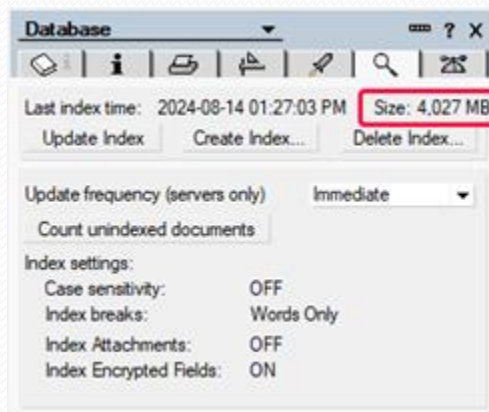 Database ? X
i
Last index time: 2024-08-14 01:27:03 PM Size: 4,027 MB
Update Index Create Index... Delete Index...
Update frequency (servers only) Immediate
Count unindexed documents
Index settings:
Case sensitivity: OFF
Index breaks: Words Only
Index Attachments: OFF
Index Encrypted Fields: ON